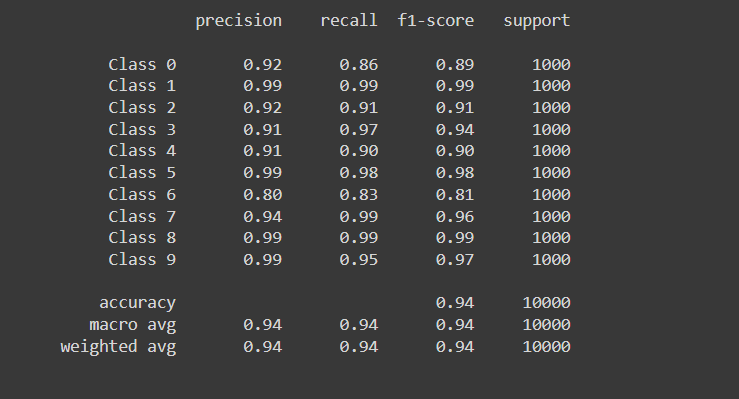 precision recall f1-score support
Class 0 0.92 0.86 0.89 1000
Class 1 0.99 0.99 0.99 1000
Class 2 0.92 0.91 0.91 1000
Class 3 0.91 0.97 0.94 1000
Class 4 0.91 0.90 0.90 1000
Class 5 0.99 0.98 0.98 1000
Class 6 0.80 0.83 0.81 1000
Class 7 0.94 0.99 0.96 1000
Class 8 0.99 0.99 0.99 1000
Class 9 0.99 0.95 0.97 1000
accuracy 0.94 10000
macro avg 0.94 0.94 0.94 10000
weighted avg 0.94 0.94 0.94 10000